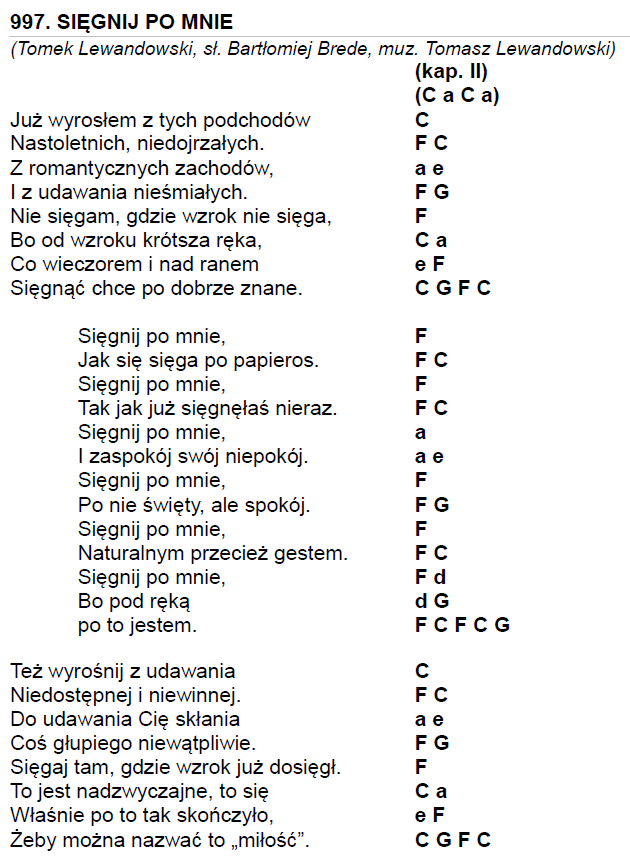 997. SIĘGNIJ PO MNIE
(Tomek Lewandowski, sł. Bartłomiej Brede, muz. Tomasz Lewandowski)
(kap. II)
(C a C a)
Już wyrosłem z tych podchodów C
Nastoletnich, niedojrzałych. F C
Z romantycznych zachodów, a e
I z udawania nieśmiałych. F G
Nie sięgam, gdzie wzrok nie sięga, F
Bo od wzroku krótsza ręka, C a
Co wieczorem i nad ranem e F
Sięgnąć chce po dobrze znane. C G F C
Sięgnij po mnie, F
Jak się sięga po papieros. F C
Sięgnij po mnie, F
Tak jak już sięgnęłaś nieraz. F C
Sięgnij po mnie, a
I zaspokój swój niepokój. a e
Sięgnij po mnie, F
Po nie święty, ale spokój. F G
Sięgnij po mnie, F
Naturalnym przecież gestem. F C
Sięgnij po mnie, F d
Bo pod ręką d G
po to jestem. F C F C G
Też wyrośnij z udawania C
Niedostępnej i niewinnej. F C
Do udawania Cię skłania a e
Coś głupiego niewątpliwie. F G
Sięgaj tam, gdzie wzrok już dosięgł. F
To jest nadzwyczajne, to się C a
Właśnie po to tak skończyło, e F
Żeby można nazwać to „miłość”. C G F C